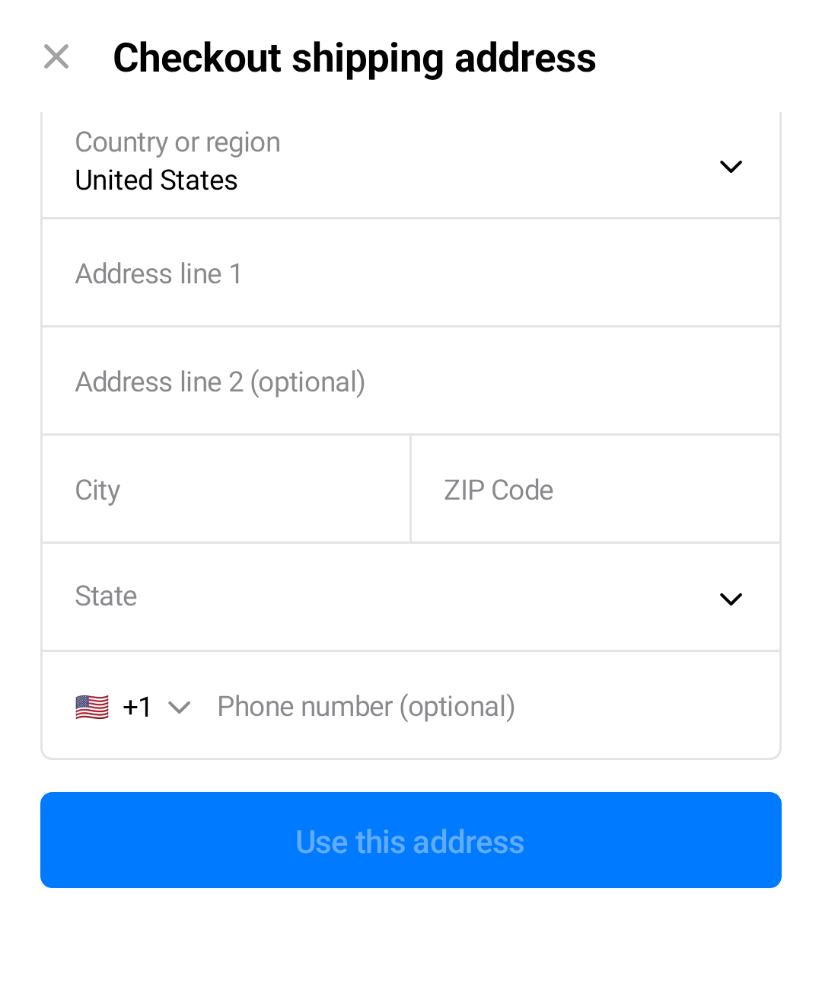 Checkout shipping address
Country or region
United States
Address line 1
Address line 2 (optional)
City
ZIP Code
State
+1
Phone number (optional)
Use this address